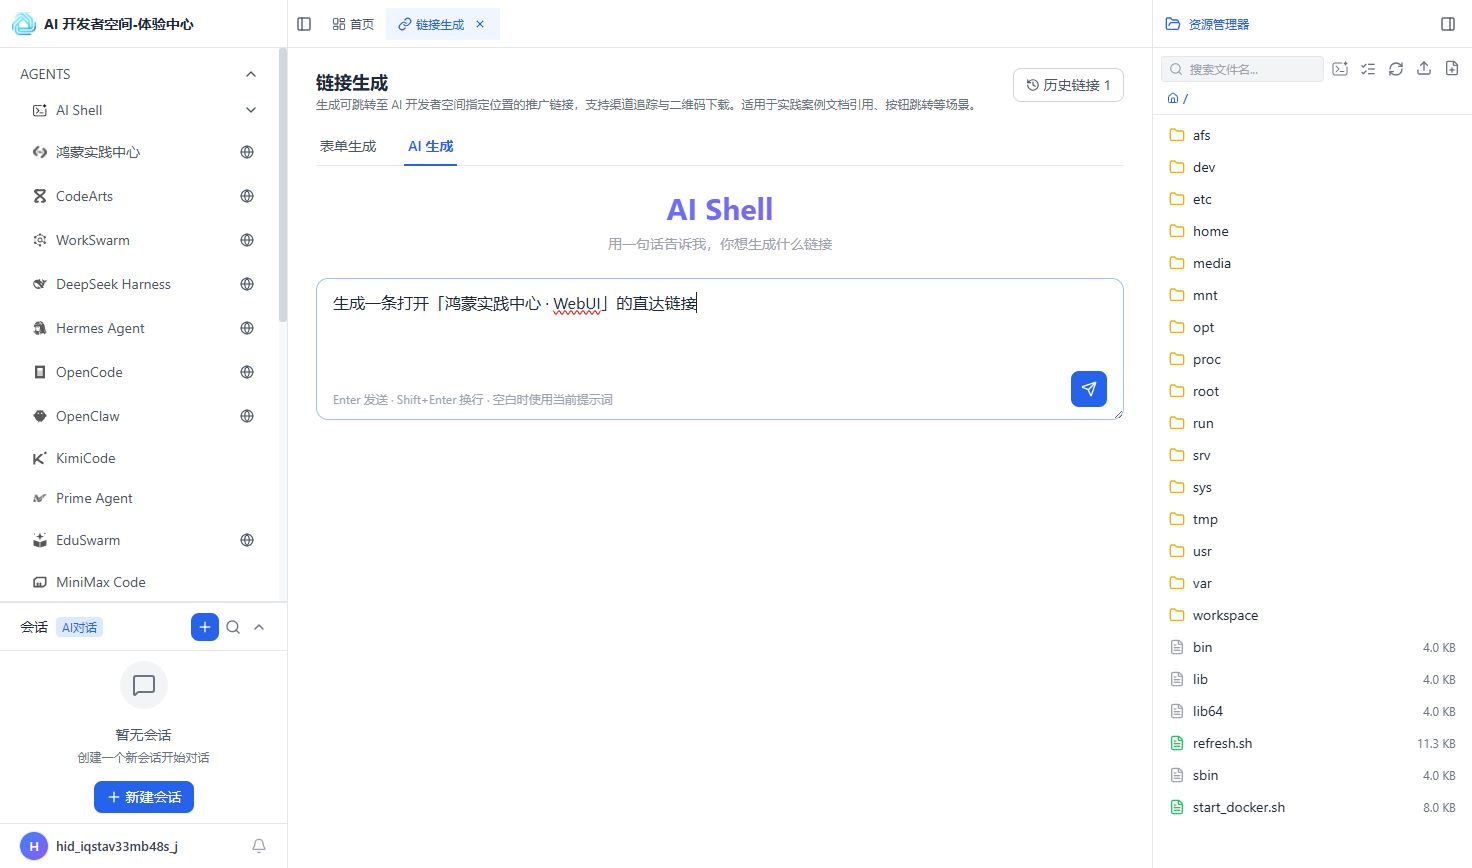 AI 开发者空间-体验中心
AGENTS
AI Shell
鸿蒙实践中心
CodeArts
WorkSwarm
DeepSeek Harness
Hermes Agent
OpenCode
OpenClaw
KimiCode
Prime Agent
EduSwarm
MiniMax Code
会话 AI对话
暂无会话
创建一个新会话开始对话
新建会话
H hid_iqstav33mb48s_j
首页 链接生成
链接生成
生成可跳转至 AI 开发者空间指定位置的推广链接，支持渠道追踪与二维码下载。适用于实践案例文档引用、按钮跳转等场景。
历史链接 1
表单生成 AI 生成
AI Shell
用一句话告诉我，你想生成什么链接
生成一条打开「鸿蒙实践中心 · WebUI」的直达链接
Enter 发送 · Shift+Enter 换行 · 空白时使用当前提示词
资源管理器
搜索文件名...
/
afs
dev
etc
home
media
mnt
opt
proc
root
run
srv
sys
tmp
usr
var
workspace
bin 4.0 KB
lib 4.0 KB
lib64 4.0 KB
refresh.sh 11.3 KB
sbin 4.0 KB
start_docker.sh 8.0 KB